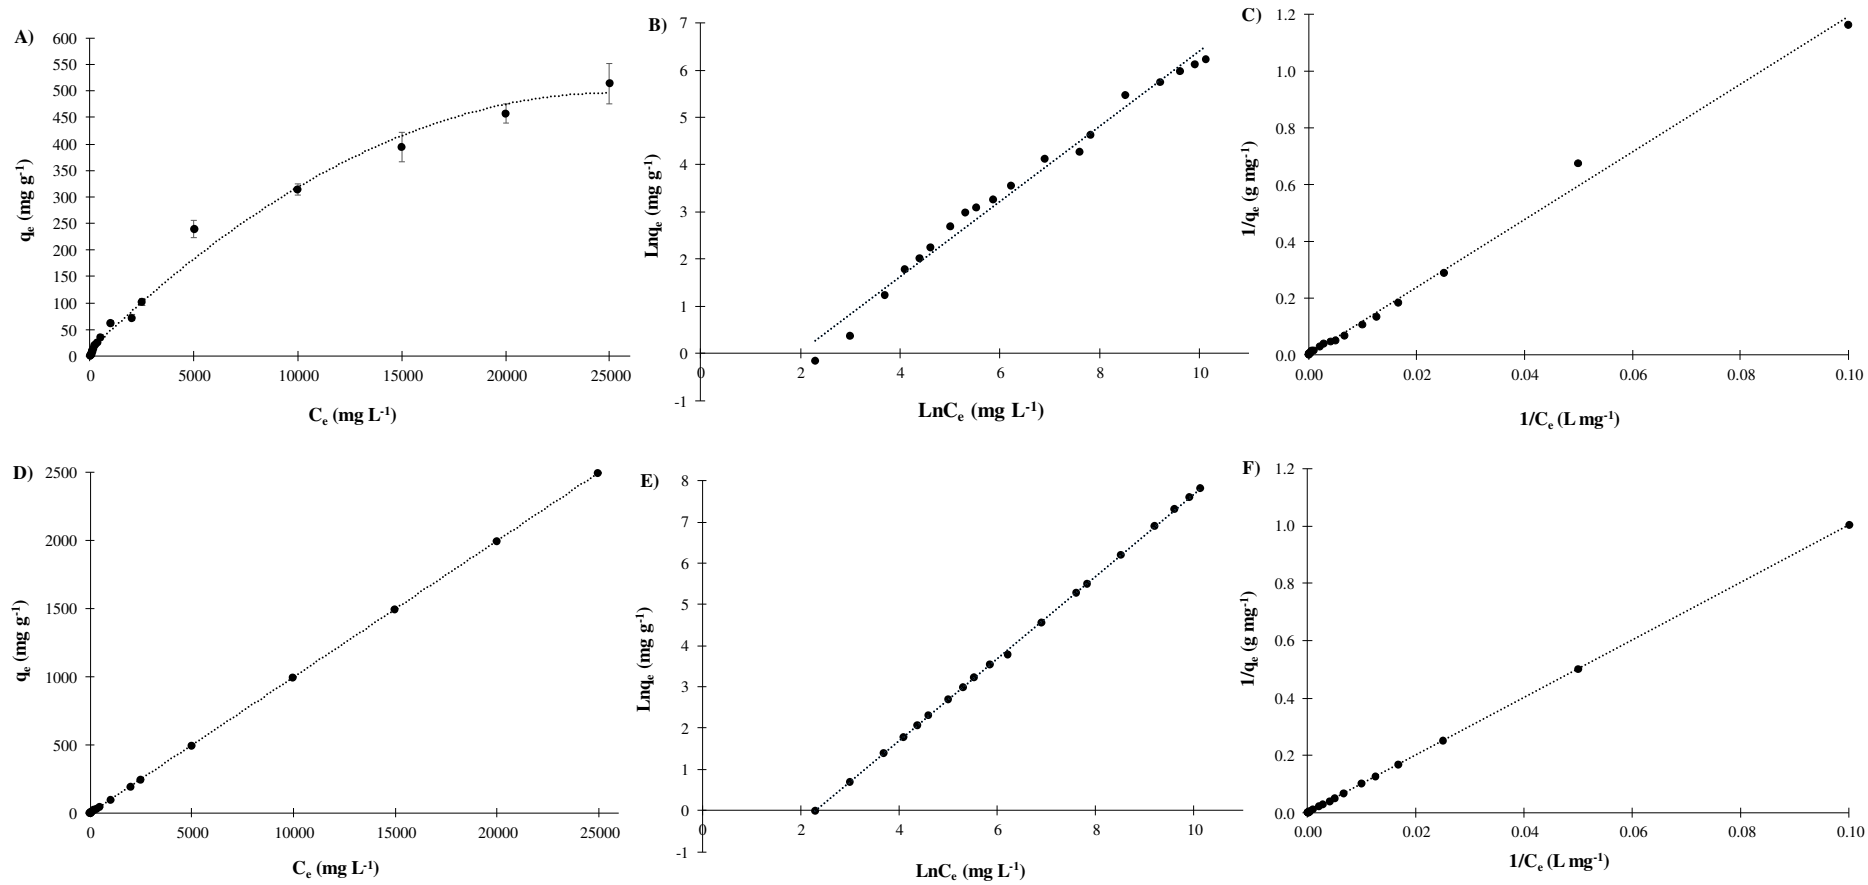 A)
600
550
500
450
400
350
300
250
200
150
100
50
0
qe (mg g-1)
0 5000 10000 15000 20000 25000
Ce (mg L-1)
B)
7
6
5
4
3
2
1
0
-1
Lnqe (mg g-1)
0 2 4 6 8 10
LnCe (mg L-1)
C)
1.2
1.0
0.8
0.6
0.4
0.2
0.0
1/qe (g mg-1)
0.00 0.02 0.04 0.06 0.08 0.10
1/Ce (L mg-1)
D)
2500
2000
1500
1000
500
0
qe (mg g-1)
0 5000 10000 15000 20000 25000
Ce (mg L-1)
E)
8
7
6
5
4
3
2
1
0
-1
Lnqe (mg g-1)
0 2 4 6 8 10
LnCe (mg L-1)
F)
1.2
1.0
0.8
0.6
0.4
0.2
0.0
1/qe (g mg-1)
0.00 0.02 0.04 0.06 0.08 0.10
1/Ce (L mg-1)